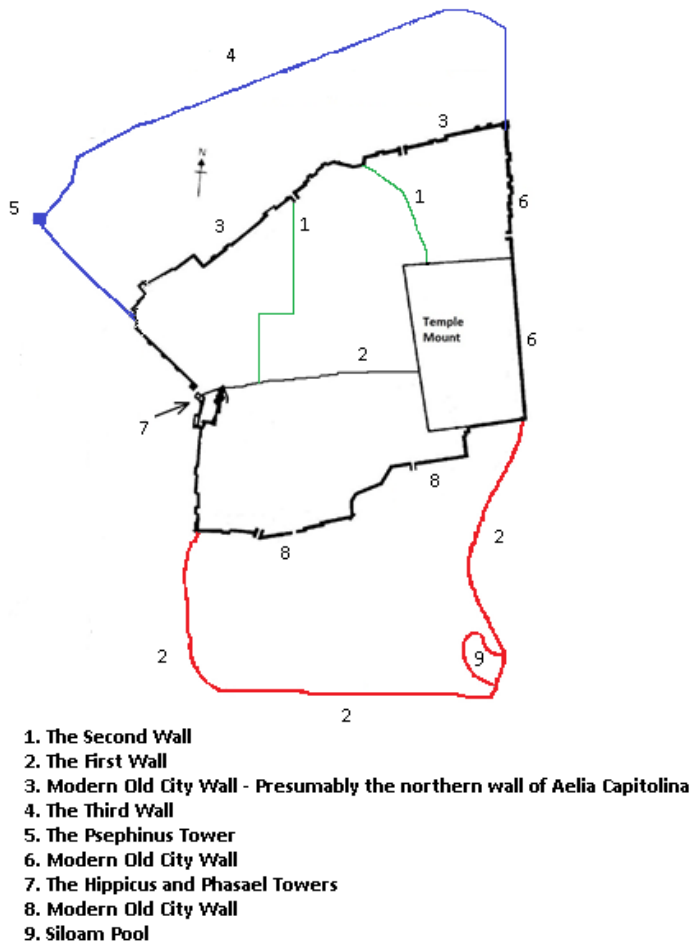 4
3
N
5
6
1
1
3
Temple
Mount
6
2
7
8
2
8
9
2
2
1. The Second Wall
2. The First Wall
3. Modern Old City Wall - Presumably the northern wall of Aelia Capitolina
4. The Third Wall
5. The Psephinus Tower
6. Modern Old City Wall
7. The Hippicus and Phasael Towers
8. Modern Old City Wall
9. Siloam Pool